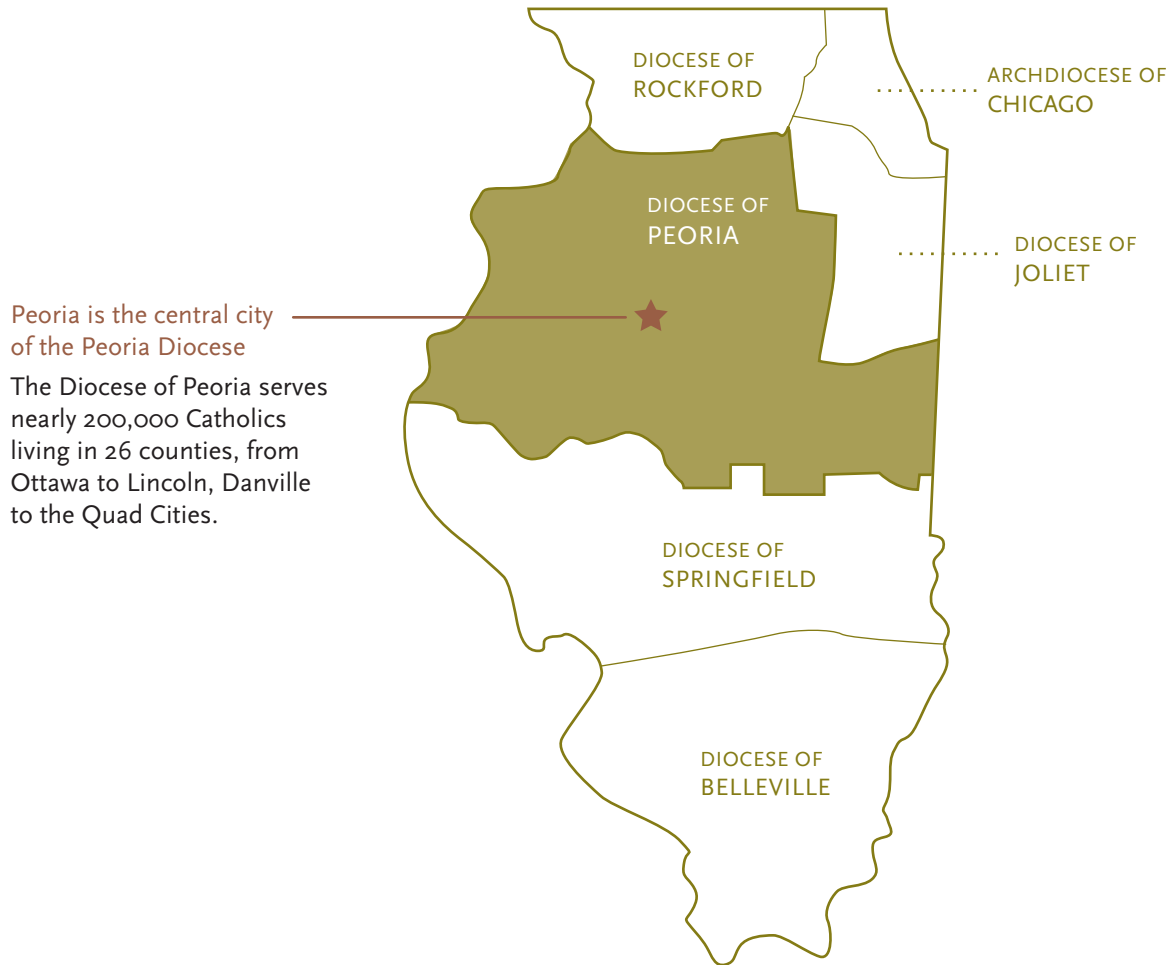 DIOCESE OF
ROCKFORD
ARCHDIOCESE OF
CHICAGO
DIOCESE OF
PEORIA
DIOCESE OF
JOLIET
Peoria is the central city
of the Peoria Diocese
The Diocese of Peoria serves
nearly 200,000 Catholics
living in 26 counties, from
Ottawa to Lincoln, Danville
to the Quad Cities.
DIOCESE OF
SPRINGFIELD
DIOCESE OF
BELLEVILLE